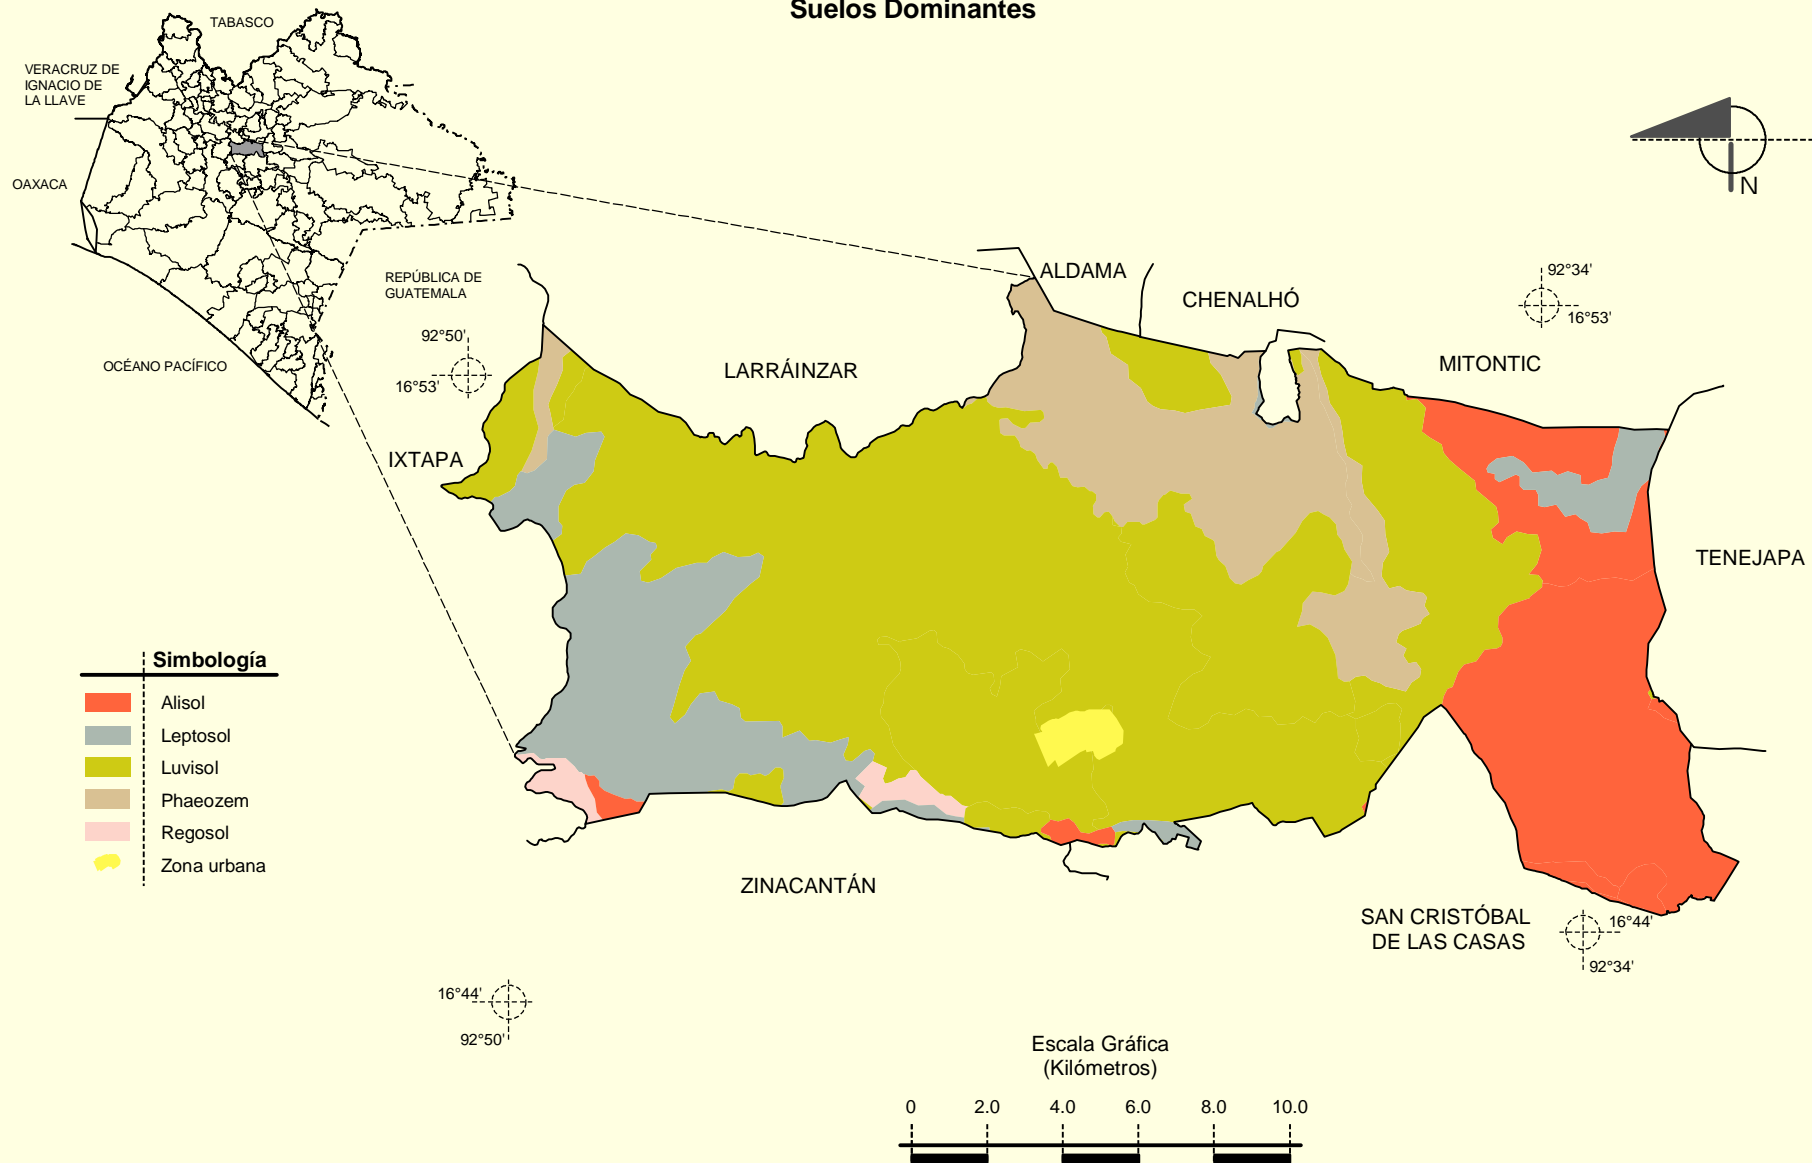 Suelos Dominantes
TABASCO
VERACRUZ DE
IGNACIO DE
LA LLAVE
OAXACA
REPÚBLICA DE
GUATEMALA
OCÉANO PACÍFICO
N
92°50'
16°53'
92°34'
16°53'
ALDAMA
CHENALHÓ
LARRÁINZAR
MITONTIC
IXTAPA
TENEJAPA
Simbología
Alisol
Leptosol
Luvisol
Phaeozem
Regosol
Zona urbana
ZINACANTÁN
SAN CRISTÓBAL
DE LAS CASAS
16°44'
92°34'
16°44'
92°50'
Escala Gráfica
(Kilómetros)
0 2.0 4.0 6.0 8.0 10.0